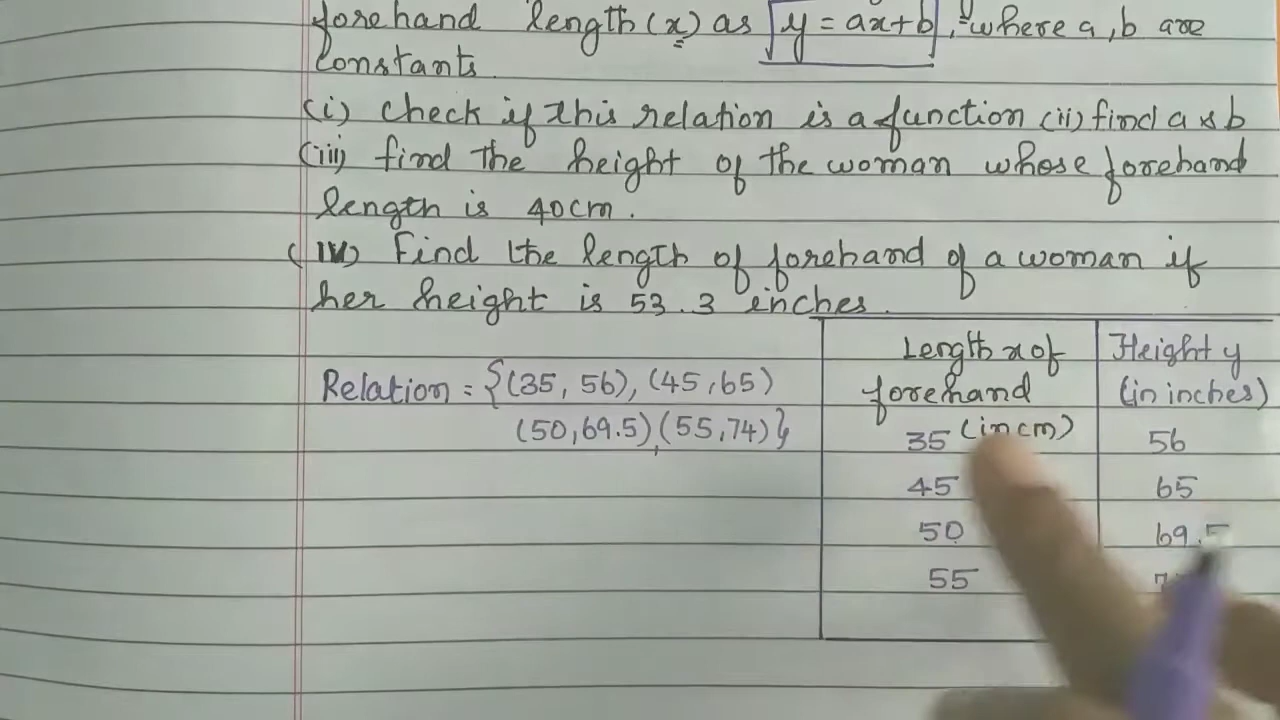 forehand length (x) as y = ax+b, where a, b are
Constants
(i) check if this relation is a function (ii) find a & b
(iii) find the height of the woman whose forehand
length is 40cm.
(iv) Find the length of forehand of a woman if
her height is 53.3 inches.
Relation = {(35, 56), (45, 65)
(50, 69.5), (55, 74)}
Length x of
forehand
(in cm)
Height y
(in inches)
35 56
45 65
50 69.5
55